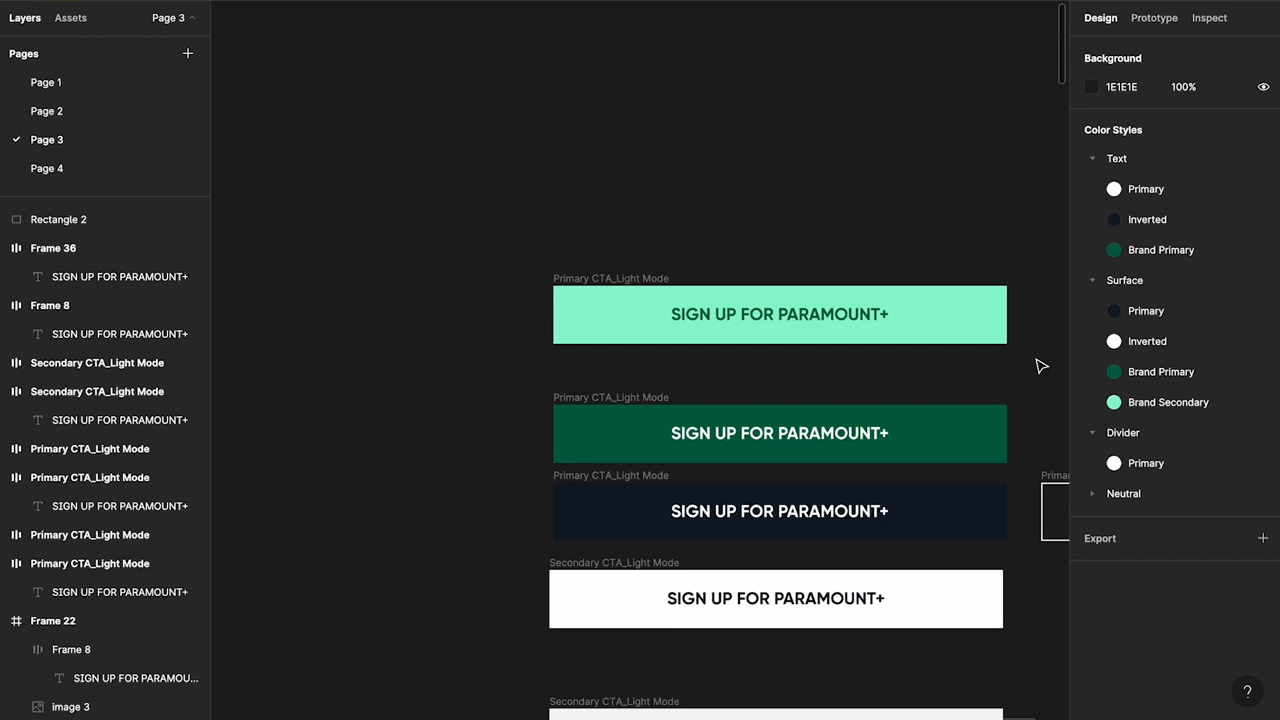 Layers Assets Page 3
Pages
Page 1
Page 2
Page 3
Page 4
Rectangle 2
Frame 36
SIGN UP FOR PARAMOUNT+
Frame 8
SIGN UP FOR PARAMOUNT+
Secondary CTA_Light Mode
Secondary CTA_Light Mode
SIGN UP FOR PARAMOUNT+
Primary CTA_Light Mode
Primary CTA_Light Mode
SIGN UP FOR PARAMOUNT+
Primary CTA_Light Mode
Primary CTA_Light Mode
SIGN UP FOR PARAMOUNT+
Frame 22
Frame 8
SIGN UP FOR PARAMOU...
image 3
Primary CTA_Light Mode
SIGN UP FOR PARAMOUNT+
Primary CTA_Light Mode
SIGN UP FOR PARAMOUNT+
Primary CTA_Light Mode
SIGN UP FOR PARAMOUNT+
Primar
Secondary CTA_Light Mode
SIGN UP FOR PARAMOUNT+
Secondary CTA_Light Mode
Design Prototype Inspect
Background
1E1E1E 100%
Color Styles
Text
Primary
Inverted
Brand Primary
Surface
Primary
Inverted
Brand Primary
Brand Secondary
Divider
Primary
Neutral
Export
?